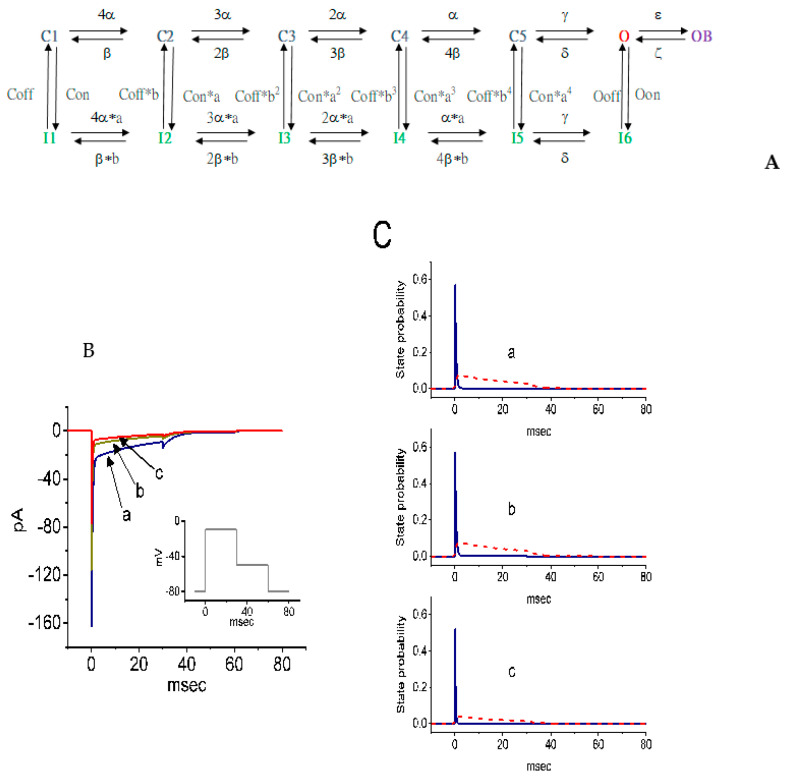 4α 3α 2α α γ ε
C1 C2 C3 C4 C5 O OB
β 2β 3β 4β δ ζ
Coff Con Coff*b Con*a Coff*b² Con*a² Coff*b³ Con*a³ Coff*b⁴ Con*a⁴ Ooff Oon
4α*a 3α*a 2α*a α*a γ
I1 I2 I3 I4 I5 I6
β*b 2β*b 3β*b 4β*b δ
A
B
0
-40
-80
-120
-160
pA
a
b
c
0 20 40 60 80
msec
0
-40
-80
mV
0 40 80
msec
C
State probability
0.6
0.4
0.2
0.0
a
0 20 40 60 80
msec
State probability
0.6
0.4
0.2
0.0
b
0 20 40 60 80
msec
State probability
0.6
0.4
0.2
0.0
c
0 20 40 60 80
msec